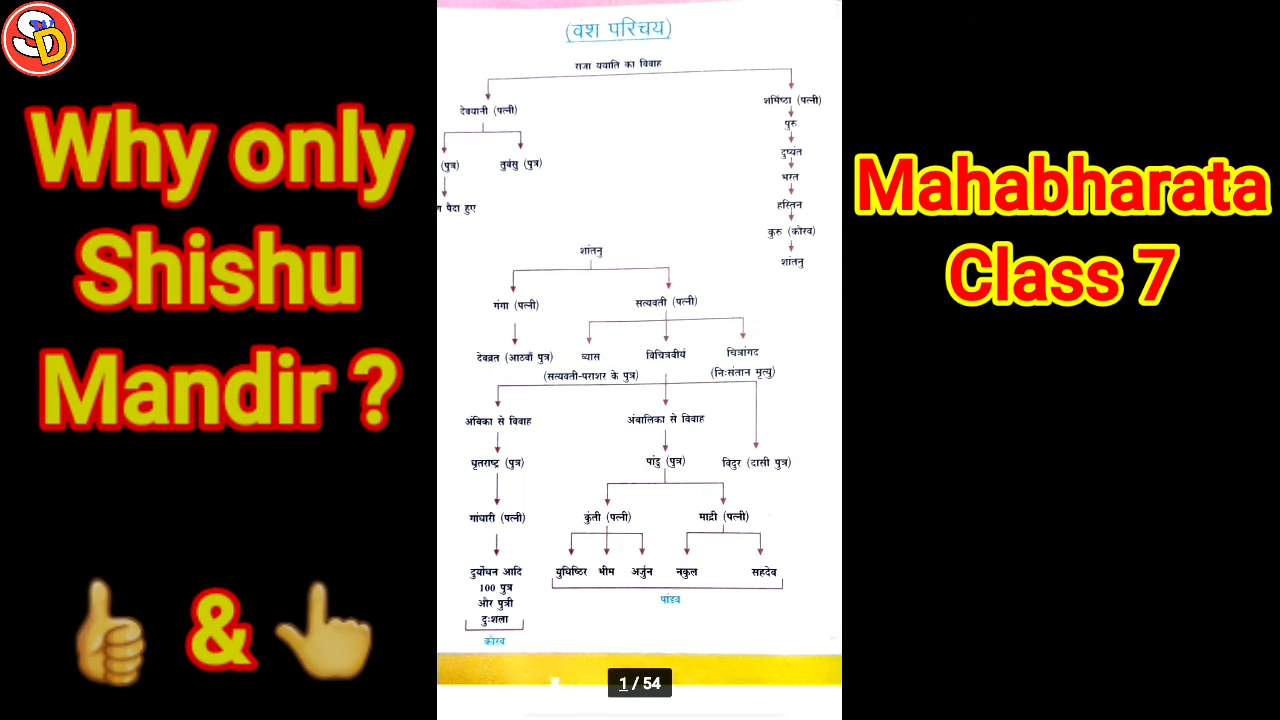 SD
Why only
Shishu
Mandir ?
&
(वंश परिचय)
राजा ययाति का विवाह
देवयानी (पत्नी)
शर्मिष्ठा (पत्नी)
पुरु
(पुत्र)
तुर्वसु (पुत्र)
दुष्यंत
भरत
पैदा हुए
हस्तिन
कुरु (कौरव)
शांतनु
शांतनु
गंगा (पत्नी)
सत्यवती (पत्नी)
देवव्रत (आठवाँ पुत्र)
व्यास
(सत्यवती-पराशर के पुत्र)
विचित्रवीर्य
चित्रांगद
(निःसंतान मृत्यु)
अंबिका से विवाह
अंबालिका से विवाह
धृतराष्ट्र (पुत्र)
पांडु (पुत्र)
विदुर (दासी पुत्र)
गांधारी (पत्नी)
कुंती (पत्नी)
माद्री (पत्नी)
दुर्योधन आदि
100 पुत्र
और पुत्री
दुःशला
कौरव
युधिष्ठिर भीम अर्जुन नकुल सहदेव
पांडव
1 / 54
Mahabharata
Class 7